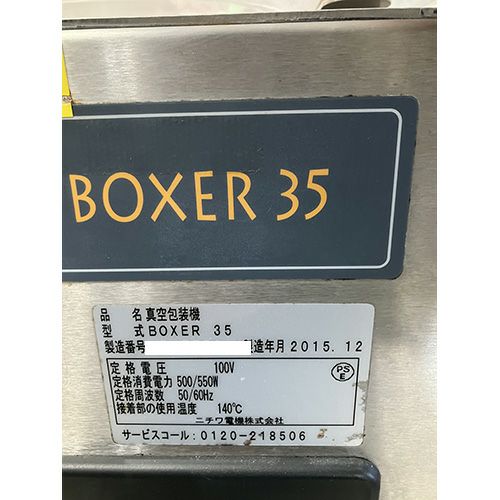 BOXER 35
品名 真空包装機
型式 BOXER 35
製造番号 製造年月 2015.12
定格電圧 100V
定格消費電力 500/550W
定格周波数 50/60Hz
接着部の使用温度 140℃
PS
E
ニチワ電機株式会社
サービスコール:0120-218506